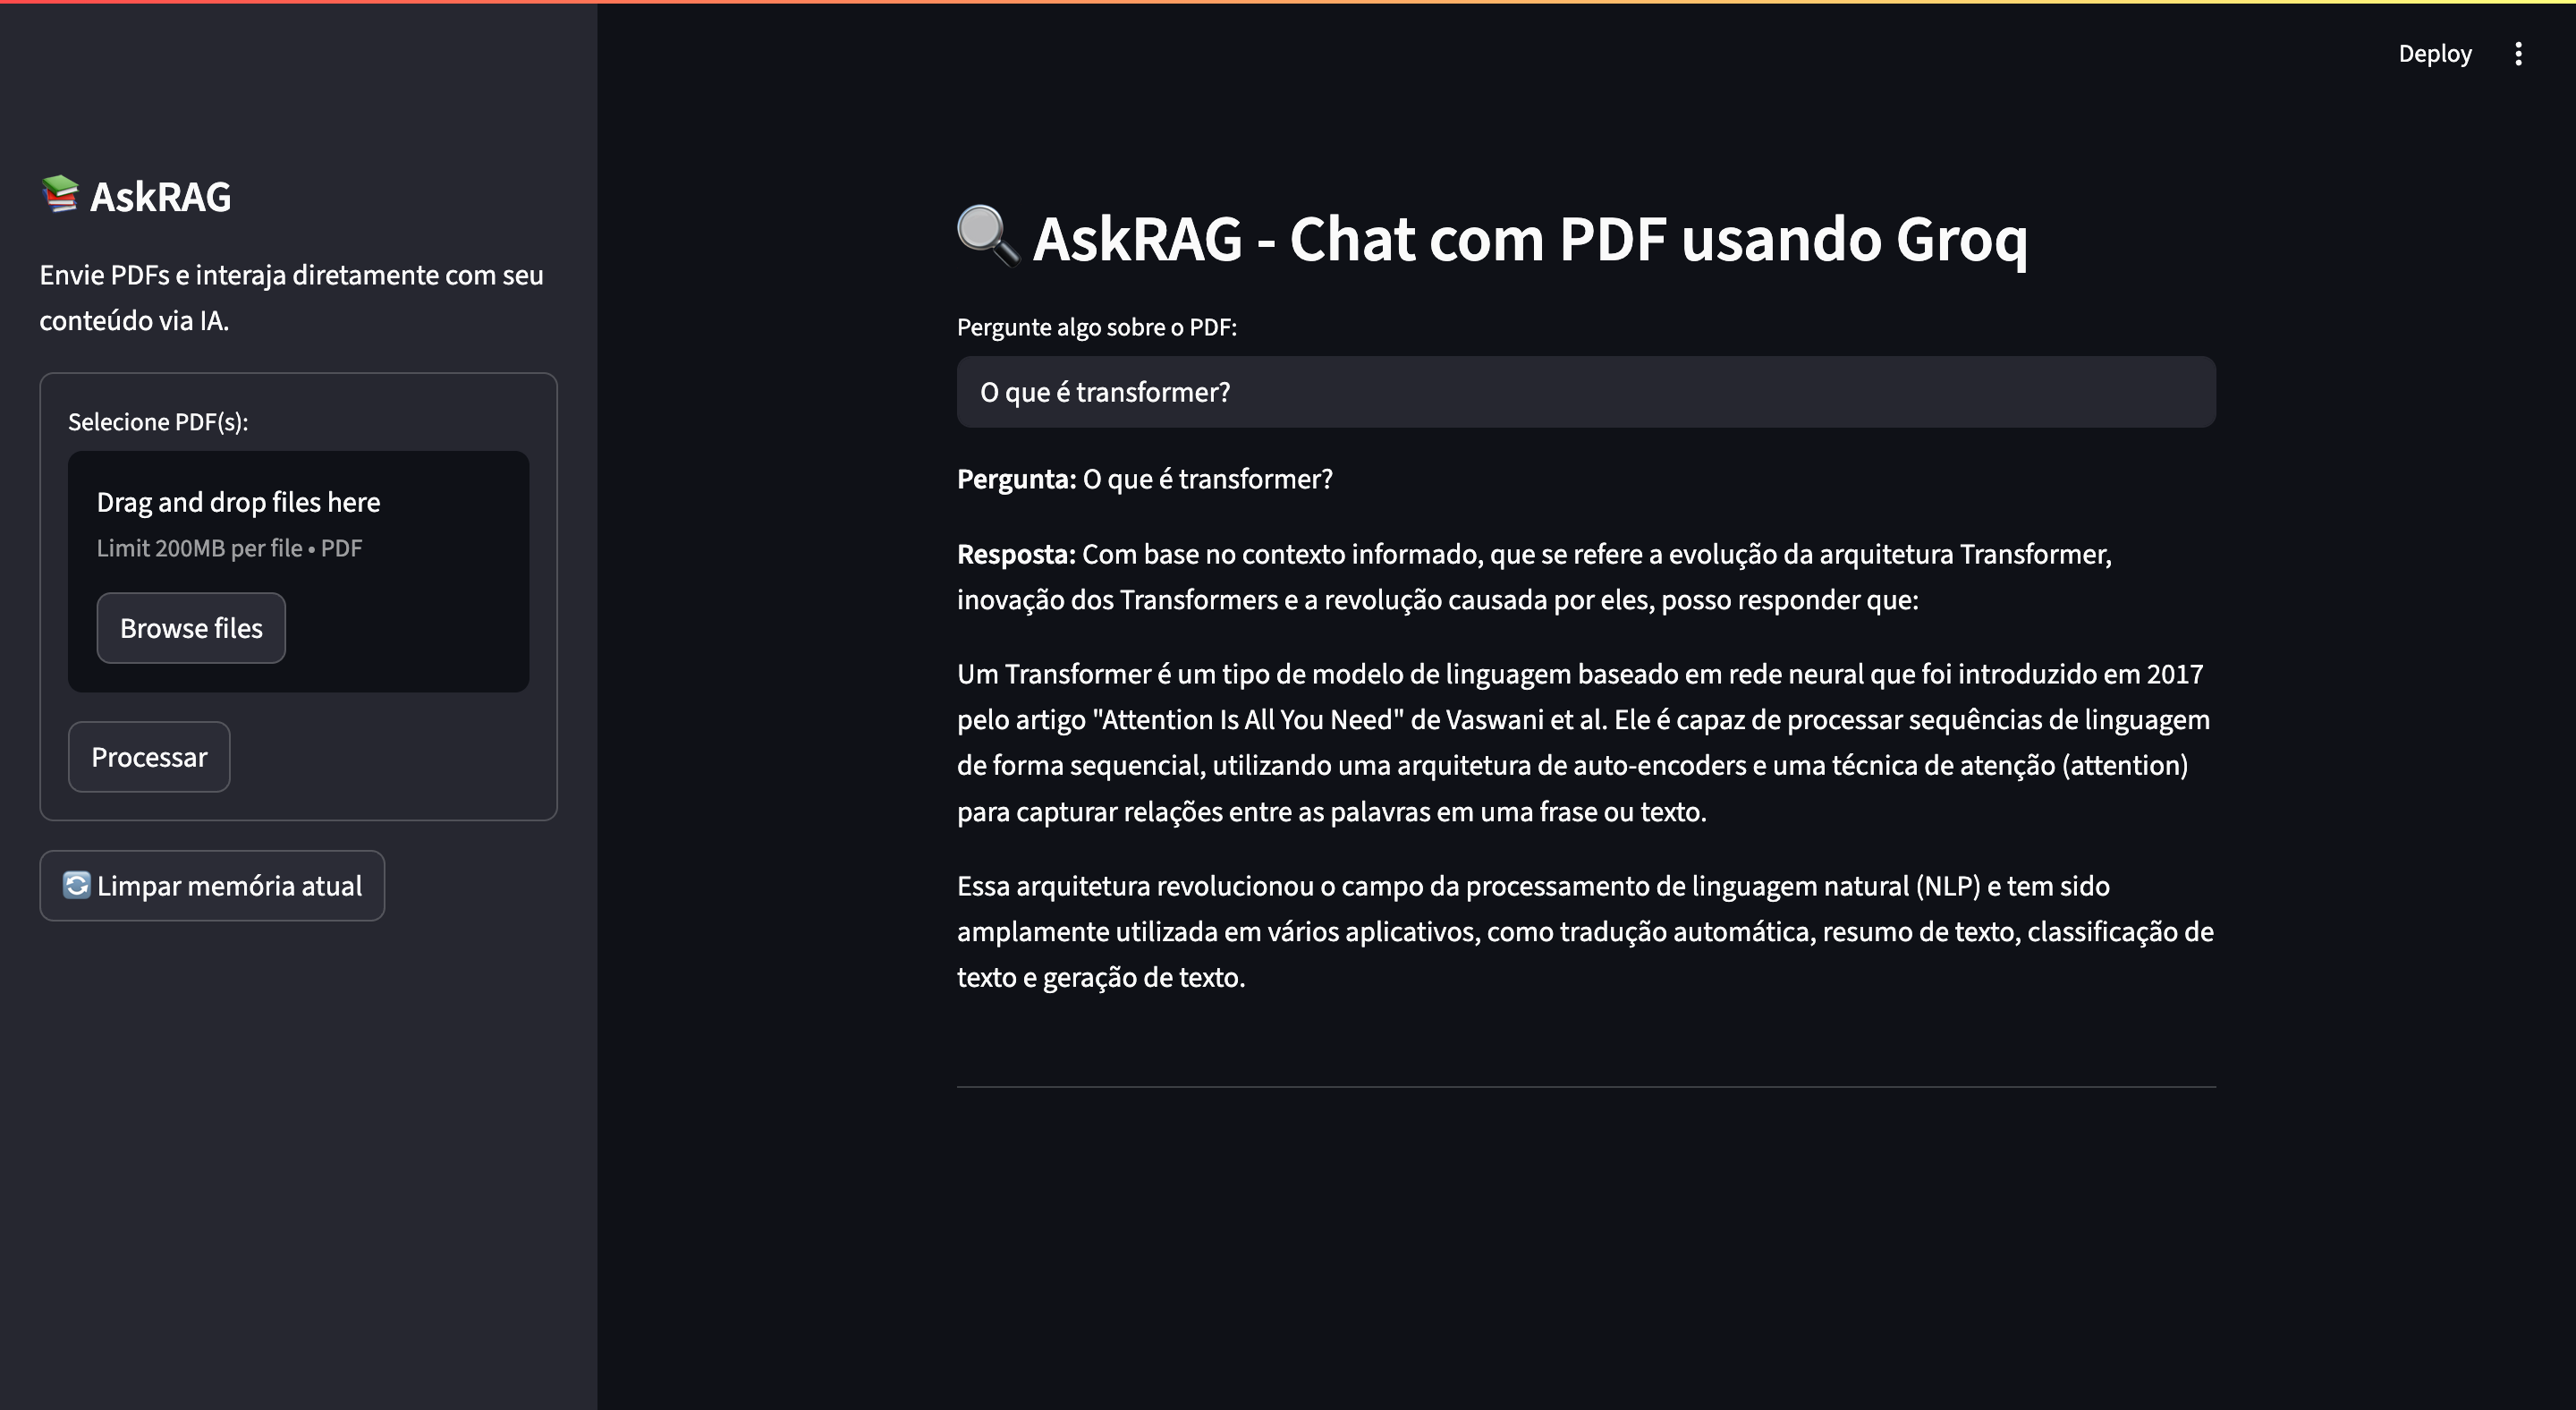 Deploy
📚 AskRAG
Envie PDFs e interaja diretamente com seu
conteúdo via IA.
Selecione PDF(s):
Drag and drop files here
Limit 200MB per file • PDF
Browse files
Processar
🔄 Limpar memória atual
🔍 AskRAG - Chat com PDF usando Groq
Pergunte algo sobre o PDF:
O que é transformer?
Pergunta: O que é transformer?
Resposta: Com base no contexto informado, que se refere a evolução da arquitetura Transformer,
inovação dos Transformers e a revolução causada por eles, posso responder que:
Um Transformer é um tipo de modelo de linguagem baseado em rede neural que foi introduzido em 2017
pelo artigo "Attention Is All You Need" de Vaswani et al. Ele é capaz de processar sequências de linguagem
de forma sequencial, utilizando uma arquitetura de auto-encoders e uma técnica de atenção (attention)
para capturar relações entre as palavras em uma frase ou texto.
Essa arquitetura revolucionou o campo da processamento de linguagem natural (NLP) e tem sido
amplamente utilizada em vários aplicativos, como tradução automática, resumo de texto, classificação de
texto e geração de texto.